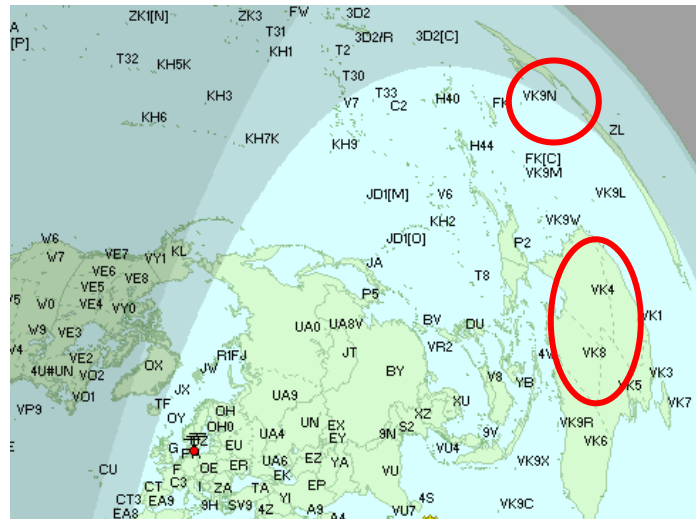 ZK1[N] ZK3 FW 3D2
A
[P] T31 3D2/R 3D2[C]
T32 KH5K KH1 T2
T30
KH3 V7 T33 H40 FK VK9N
C2
KH6 KH7K KH9 H44 ZL
FK[C]
VK9M
JD1[M] V6 VK9L
KH2 VK9W
W6 JD1[O] P2
W7 VE7 VY1 KL JA
VE6 VE8 T8
VE5 P5 VK4
V5 W0 VE4 VY0 BV DU VK1
W9 VE3 UA0 UA8V
V4 VE2 R1FJ JT VR2 4W VK8
4U#UN VO2 OX JW BY V8 YB VK3
VO1 JX UA9 XU VK5 VK7
VP9 TF OH XZ
OY OH0 UN EX S2 VK9R
UA4 EY 9N 9V VK6
G EU VU4
CU F OE ER UA6 EZ YA VU VK9X
C3 EK
CT I ZA TA YI EP 4S
CT3 EA9 9H SV9 4Z A9 VU7 VK9C
EA8 A4